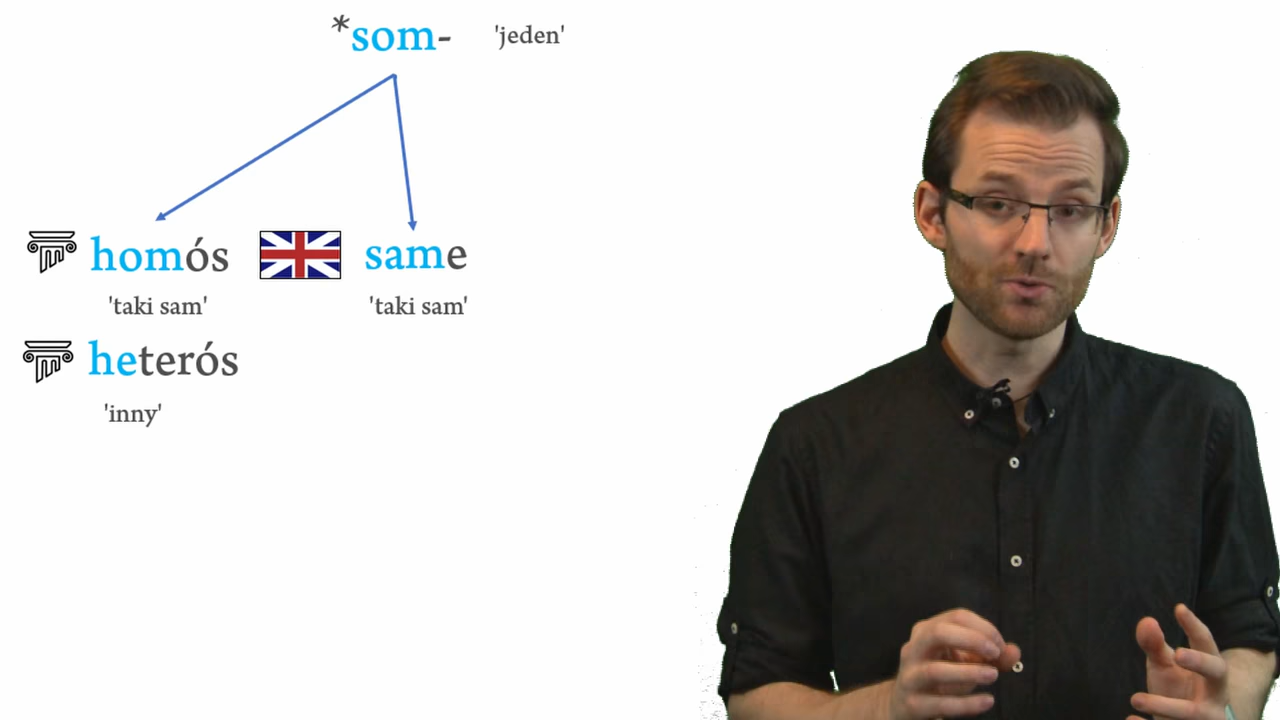 *som- 'jeden'
homós same
'taki sam' 'taki sam'
heterós
'inny'